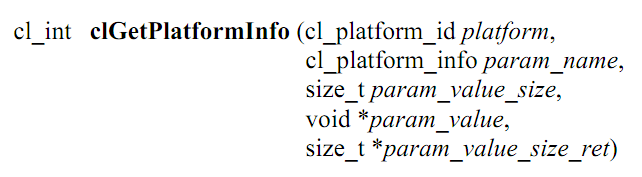 cl_int clGetPlatformInfo (cl_platform_id platform,
cl_platform_info param_name,
size_t param_value_size,
void *param_value,
size_t *param_value_size_ret)